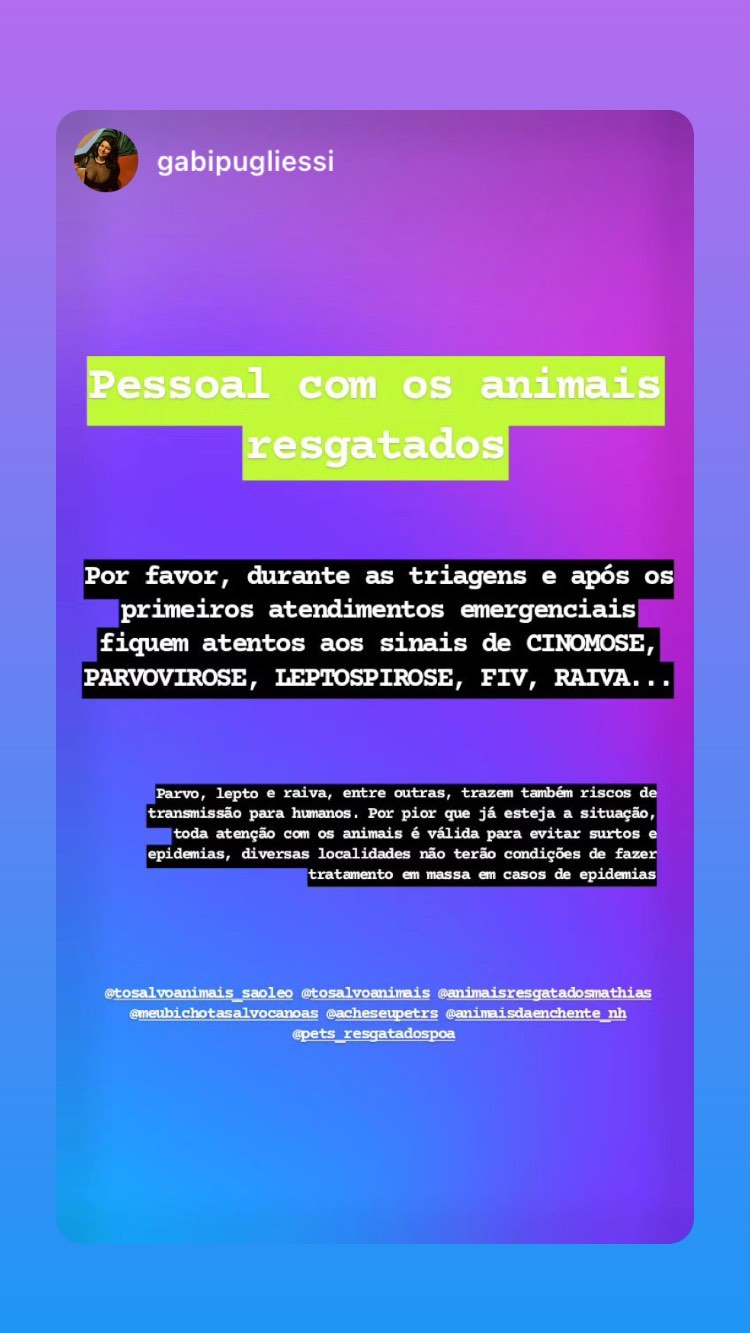 gabipugliessi
Pessoal com os animais
resgatados
Por favor, durante as triagens e após os
primeiros atendimentos emergenciais
fiquem atentos aos sinais de CINOMOSE,
PARVOVIROSE, LEPTOSPIROSE, FIV, RAIVA...
Parvo, lepto e raiva, entre outras, trazem também riscos de
transmissão para humanos. Por pior que já esteja a situação,
toda atenção com os animais é válida para evitar surtos e
epidemias, diversas localidades não terão condições de fazer
tratamento em massa em casos de epidemias
@tosalvoanimais_saoleo @tosalvoanimais @animaisresgatadosmathias
@meubichotasalvocanoas @acheseupetrs @animaisdaenchente_nh
@pets_resgatadospoa